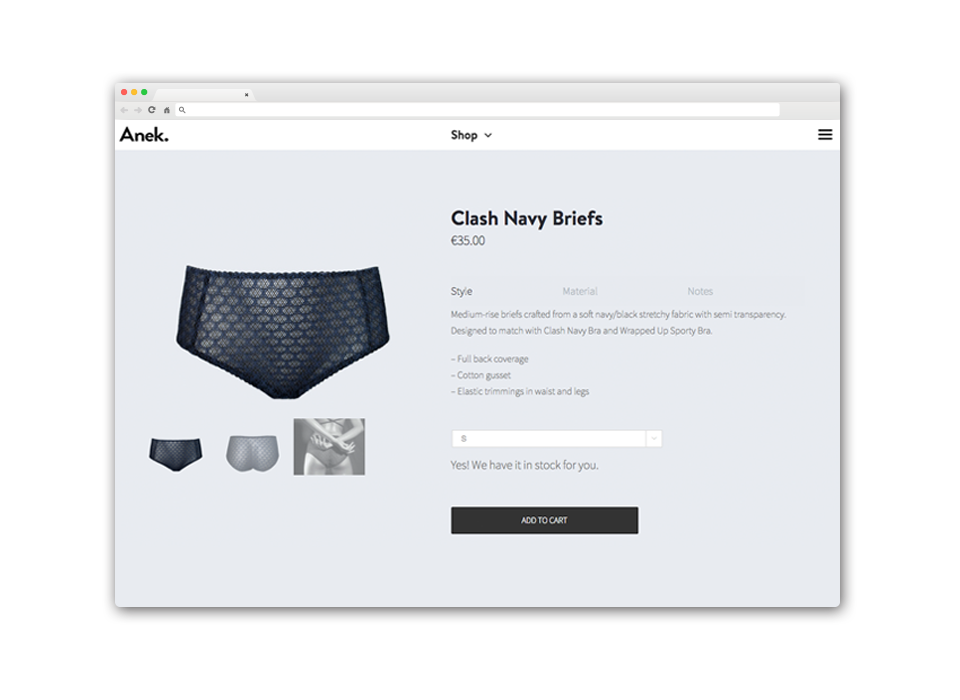 Anek.
Shop
Clash Navy Briefs
€35.00
Style Material Notes
Medium-rise briefs crafted from a soft navy/black stretchy fabric with semi transparency.
Designed to match with Clash Navy Bra and Wrapped Up Sporty Bra.
– Full back coverage
– Cotton gusset
– Elastic trimmings in waist and legs
S
Yes! We have it in stock for you.
ADD TO CART